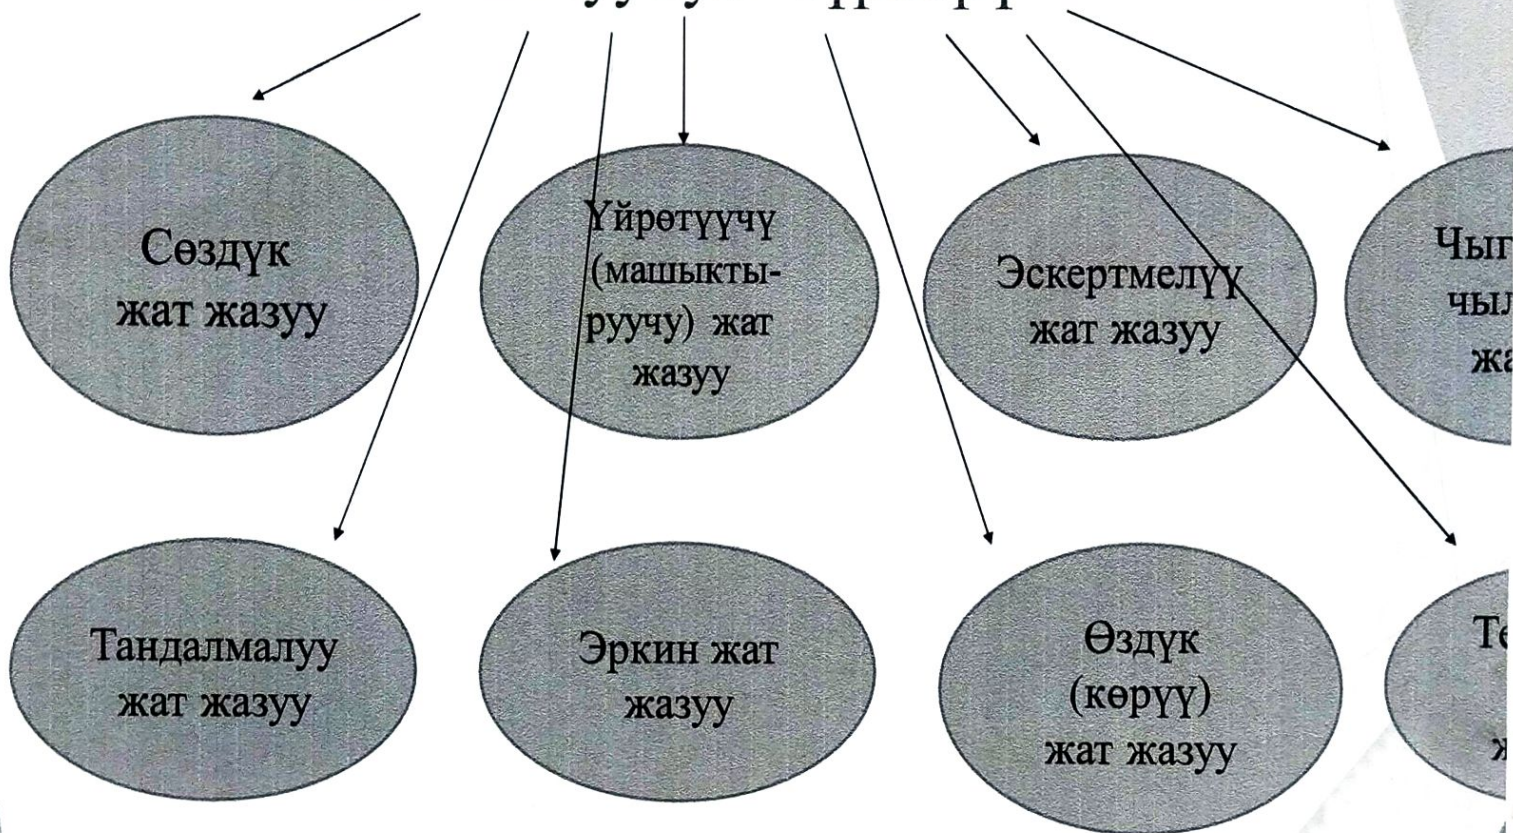 Сөздүк
жат жазуу
Үйрөтүүчү
(машыкты-
руучу) жат
жазуу
Эскертмелүү
жат жазуу
Тандалмалуу
жат жазуу
Эркин жат
жазуу
Өздүк
(көрүү)
жат жазуу